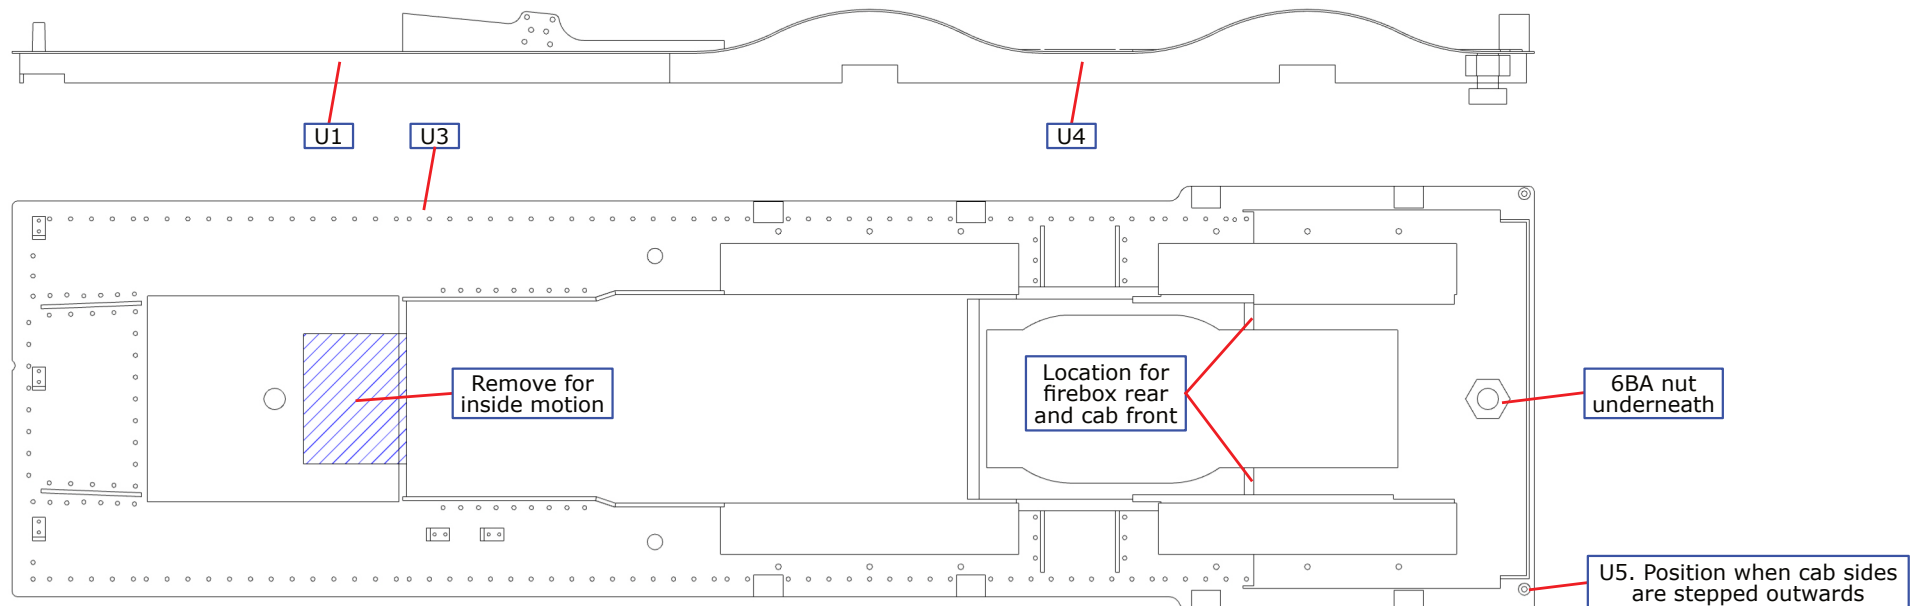 U1
U3
U4
Remove for
inside motion
Location for
firebox rear
and cab front
6BA nut
underneath
U5. Position when cab sides
are stepped outwards